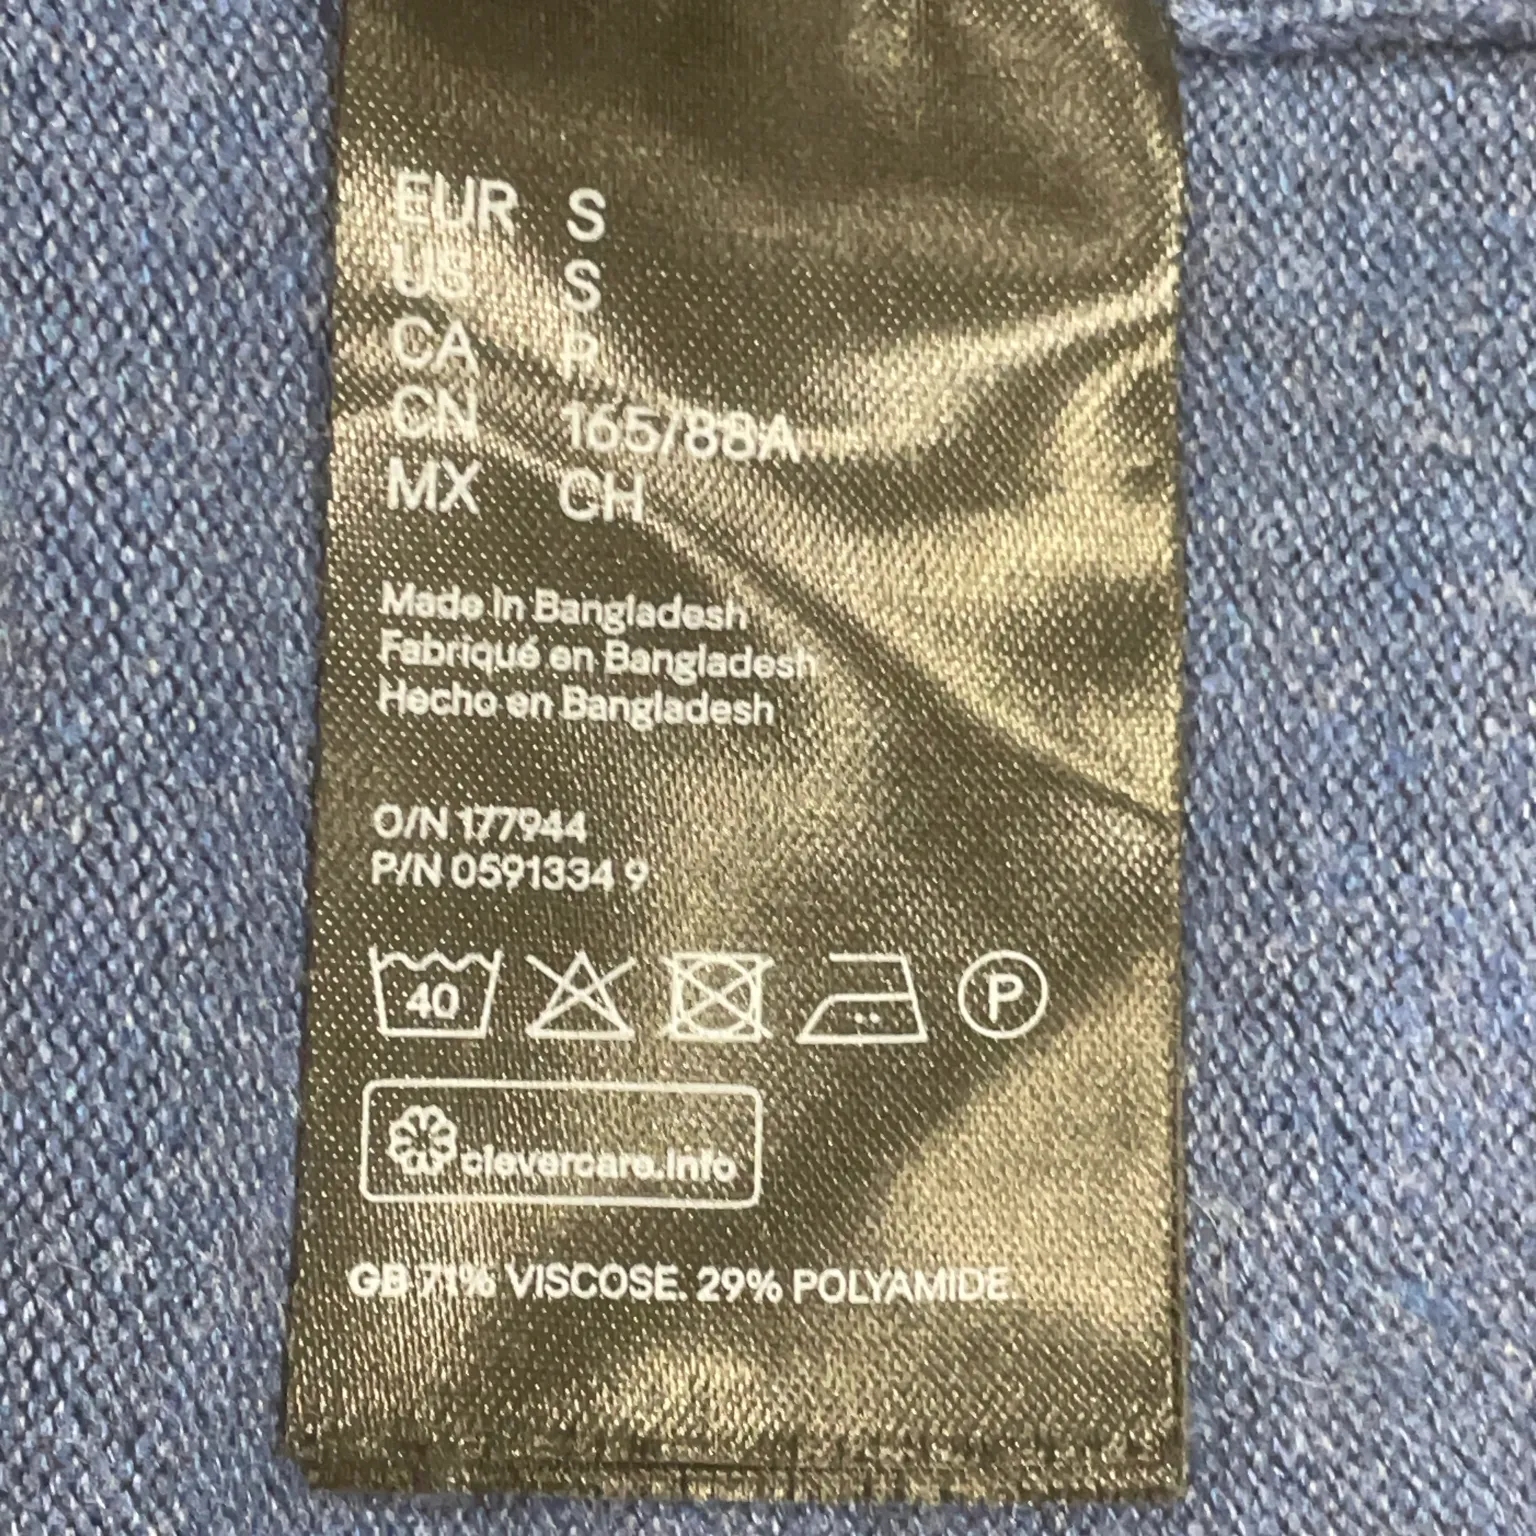 EUR S
US S
CA P
CN 165/88A
MX CH
Made in Bangladesh
Fabriqué en Bangladesh
Hecho en Bangladesh
O/N 177944
P/N 0591334 9
40 P
clevercare.info
GB 71% VISCOSE. 29% POLYAMIDE.